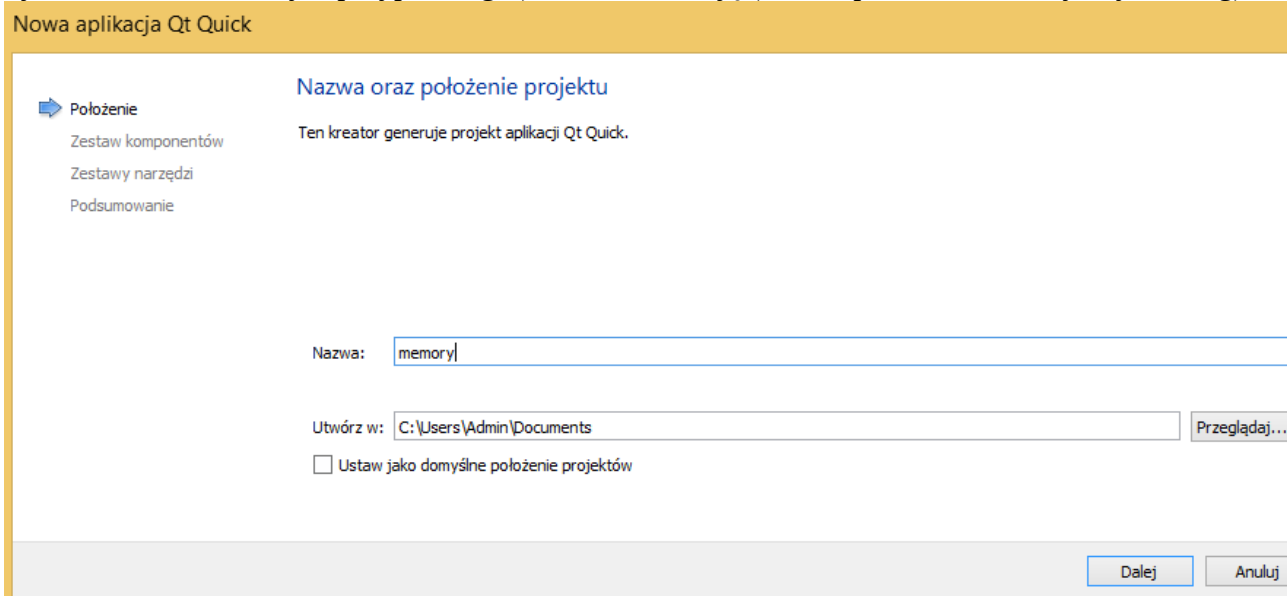 Nowa aplikacja Qt Quick
Nazwa oraz położenie projektu
Położenie
Ten kreator generuje projekt aplikacji Qt Quick.
Zestaw komponentów
Zestawy narzędzi
Podsumowanie
Nazwa: memory
Utwórz w: C:\Users\Admin\Documents Przeglądaj...
Ustaw jako domyślne położenie projektów
Dalej Anuluj